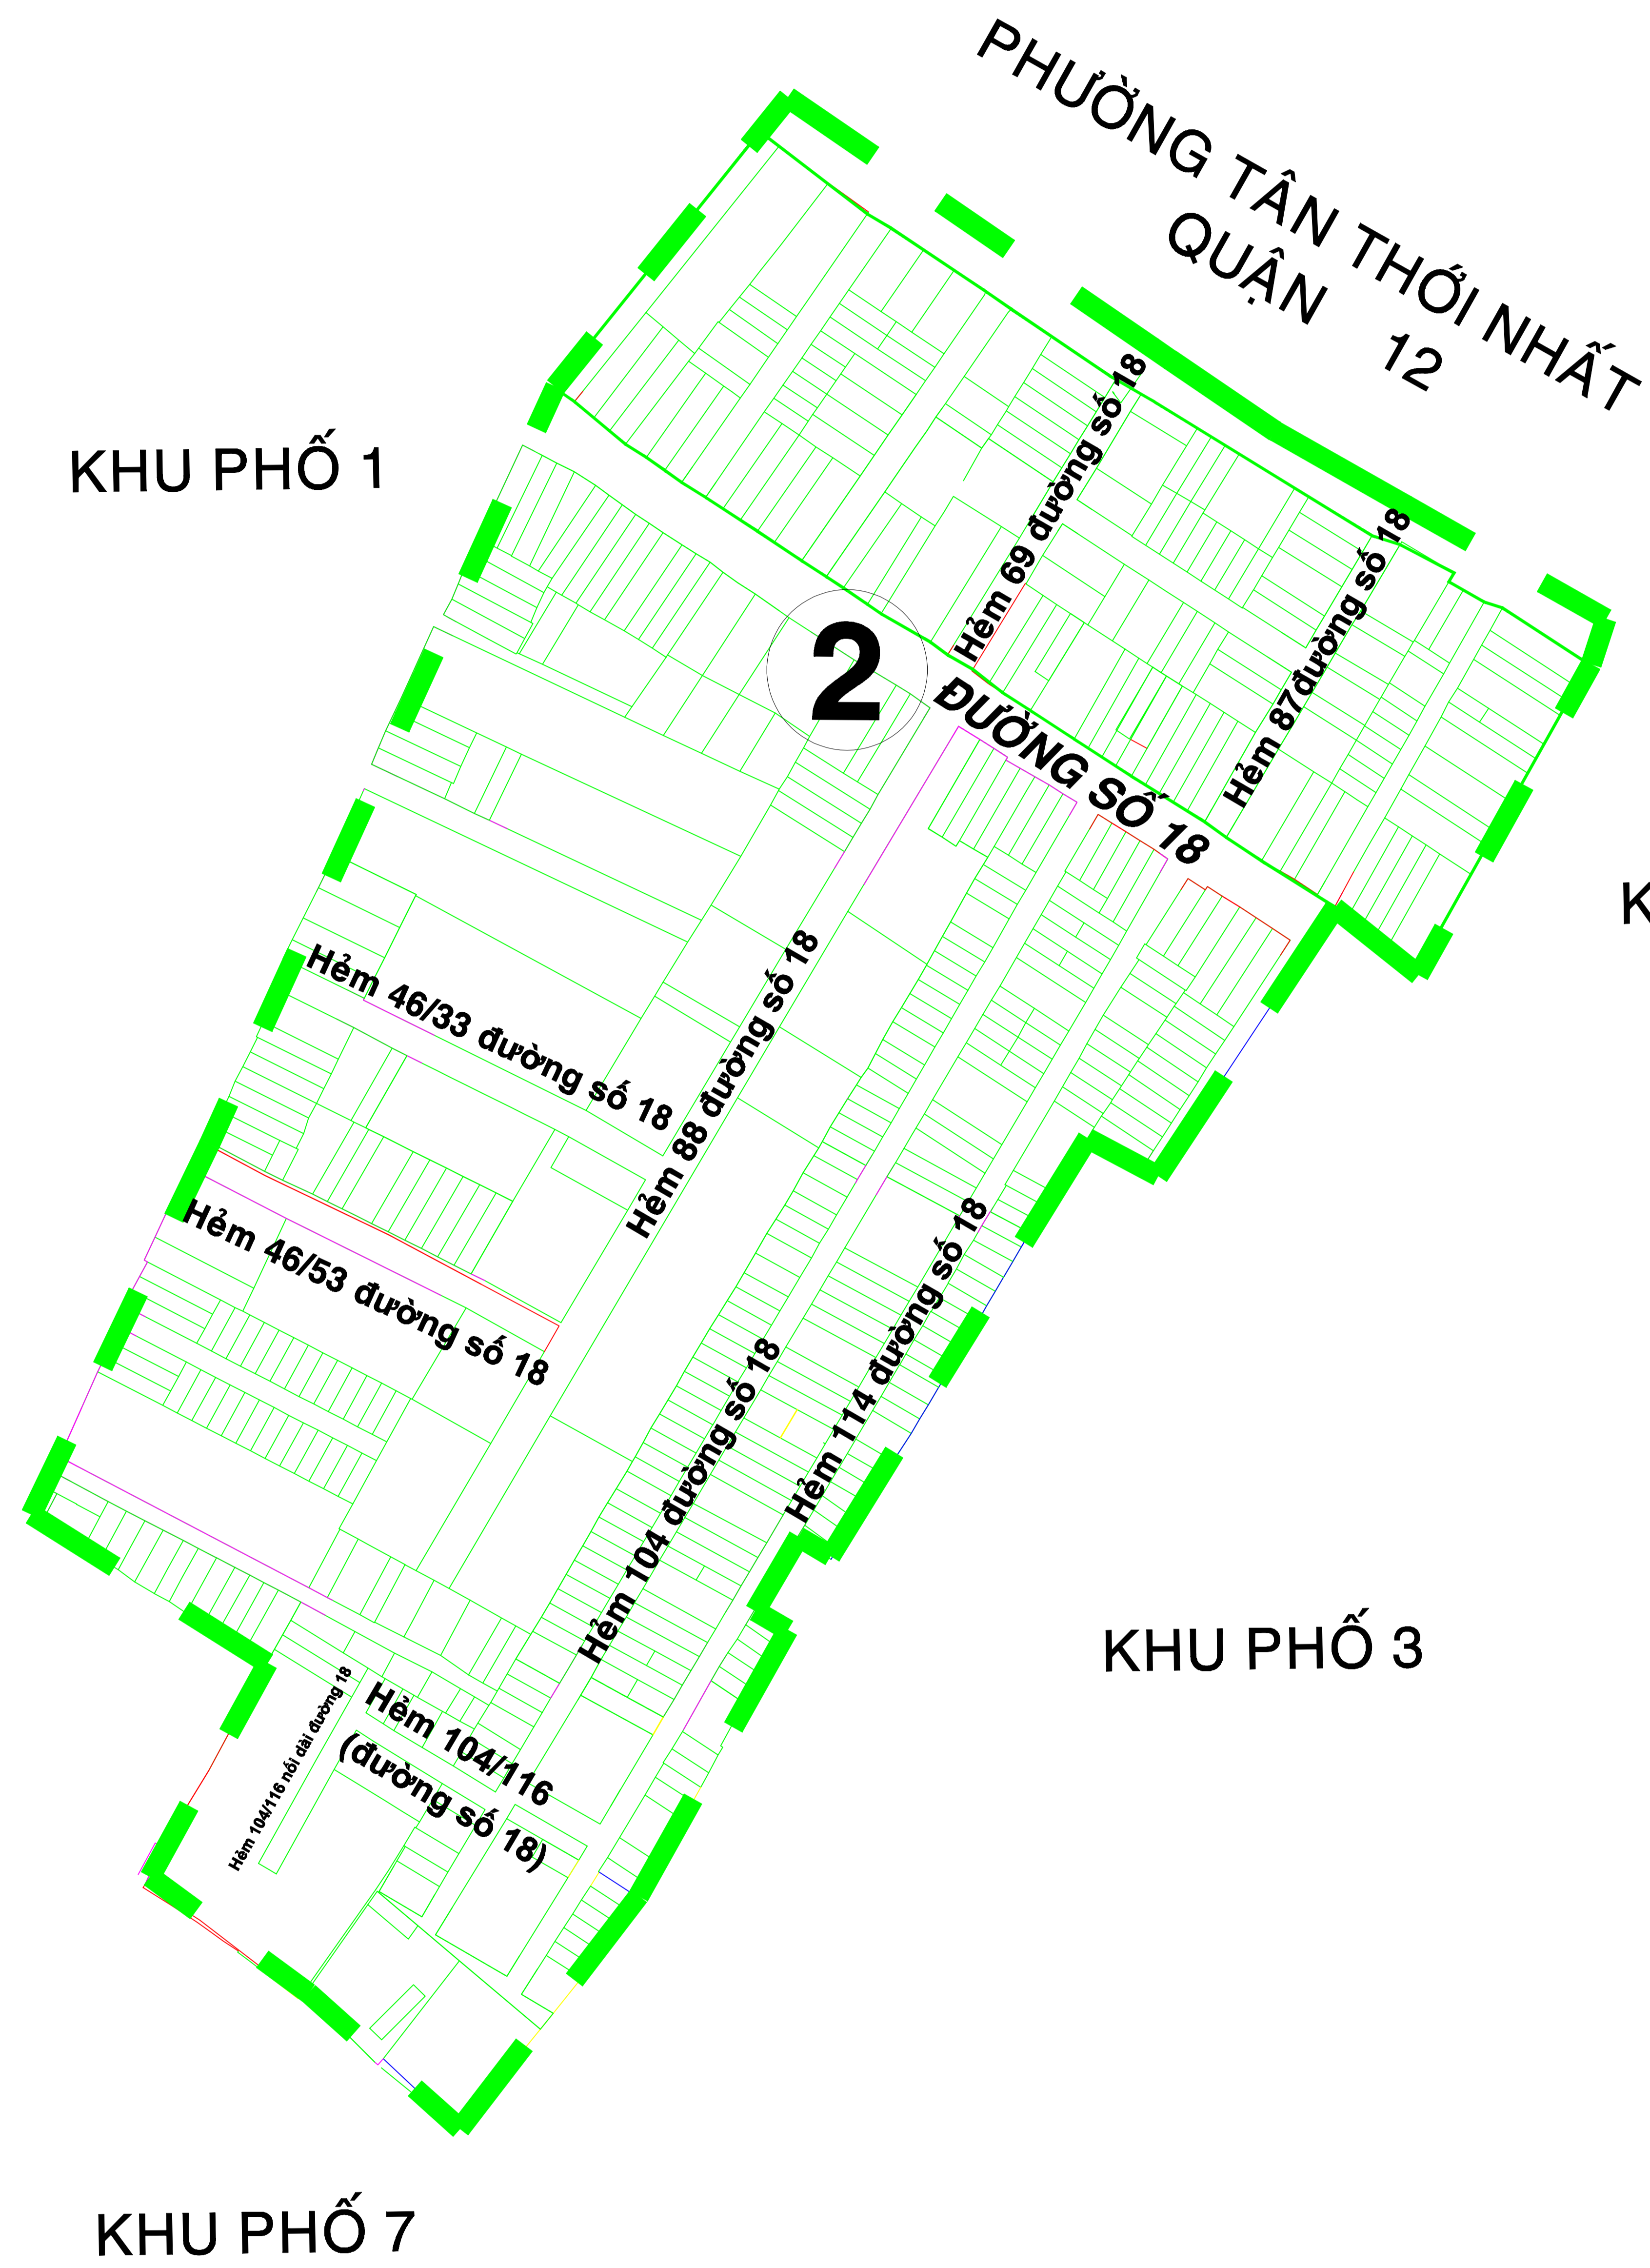 PHƯỜNG TÂN THỚI NHẤT
QUẬN 12
KHU PHỐ 1
Hẻm 69 đường số 18
Hẻm 87đường số 18
2
ĐƯỜNG SỐ 18
K
Hẻm 46/33 đường số 18
Hẻm 88 đường số 18
Hẻm 46/53 đường số 18
Hẻm 114 đường số 18
Hẻm 104 đường số 18
KHU PHỐ 3
Hẻm 104/116 nối dài đường 18
Hẻm 104/116
(đường số 18)
KHU PHỐ 7